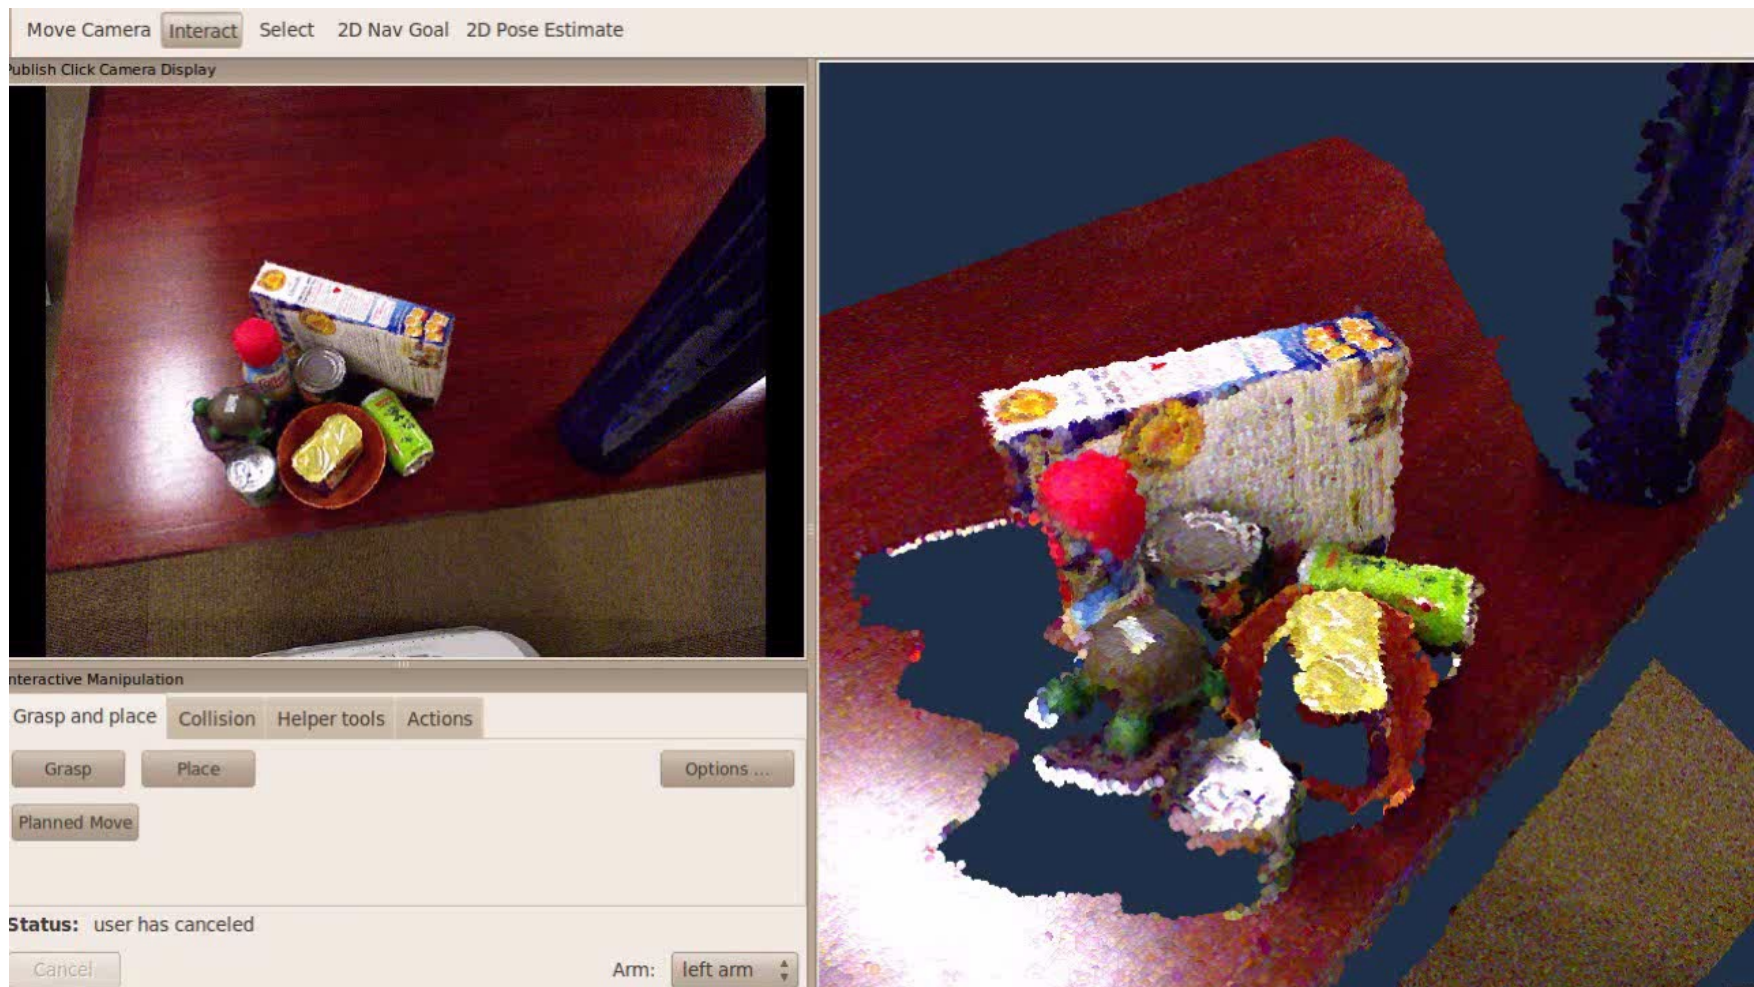 Move Camera Interact Select 2D Nav Goal 2D Pose Estimate
Publish Click Camera Display
nteractive Manipulation
Grasp and place Collision Helper tools Actions
Grasp Place Options ...
Planned Move
Status: user has canceled
Cancel Arm: left arm